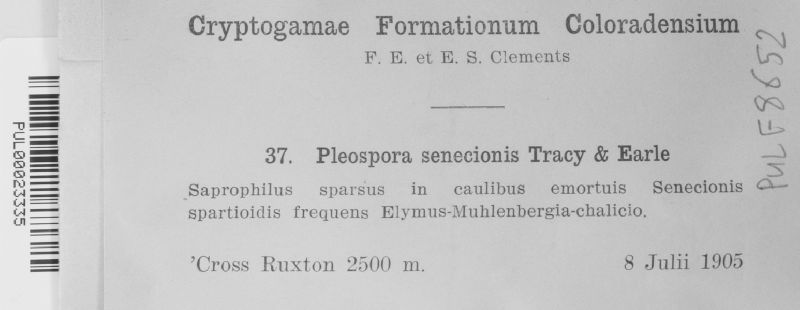 Cryptogamae Formationum Coloradensium
F. E. et E. S. Clements
37. Pleospora senecionis Tracy & Earle
Saprophilus sparsus in caulibus emortuis Senecionis
spartioidis frequens Elymus-Muhlenbergia-chalicio.
'Cross Ruxton 2500 m. 8 Julii 1905
PUL00023335
PUL F8652